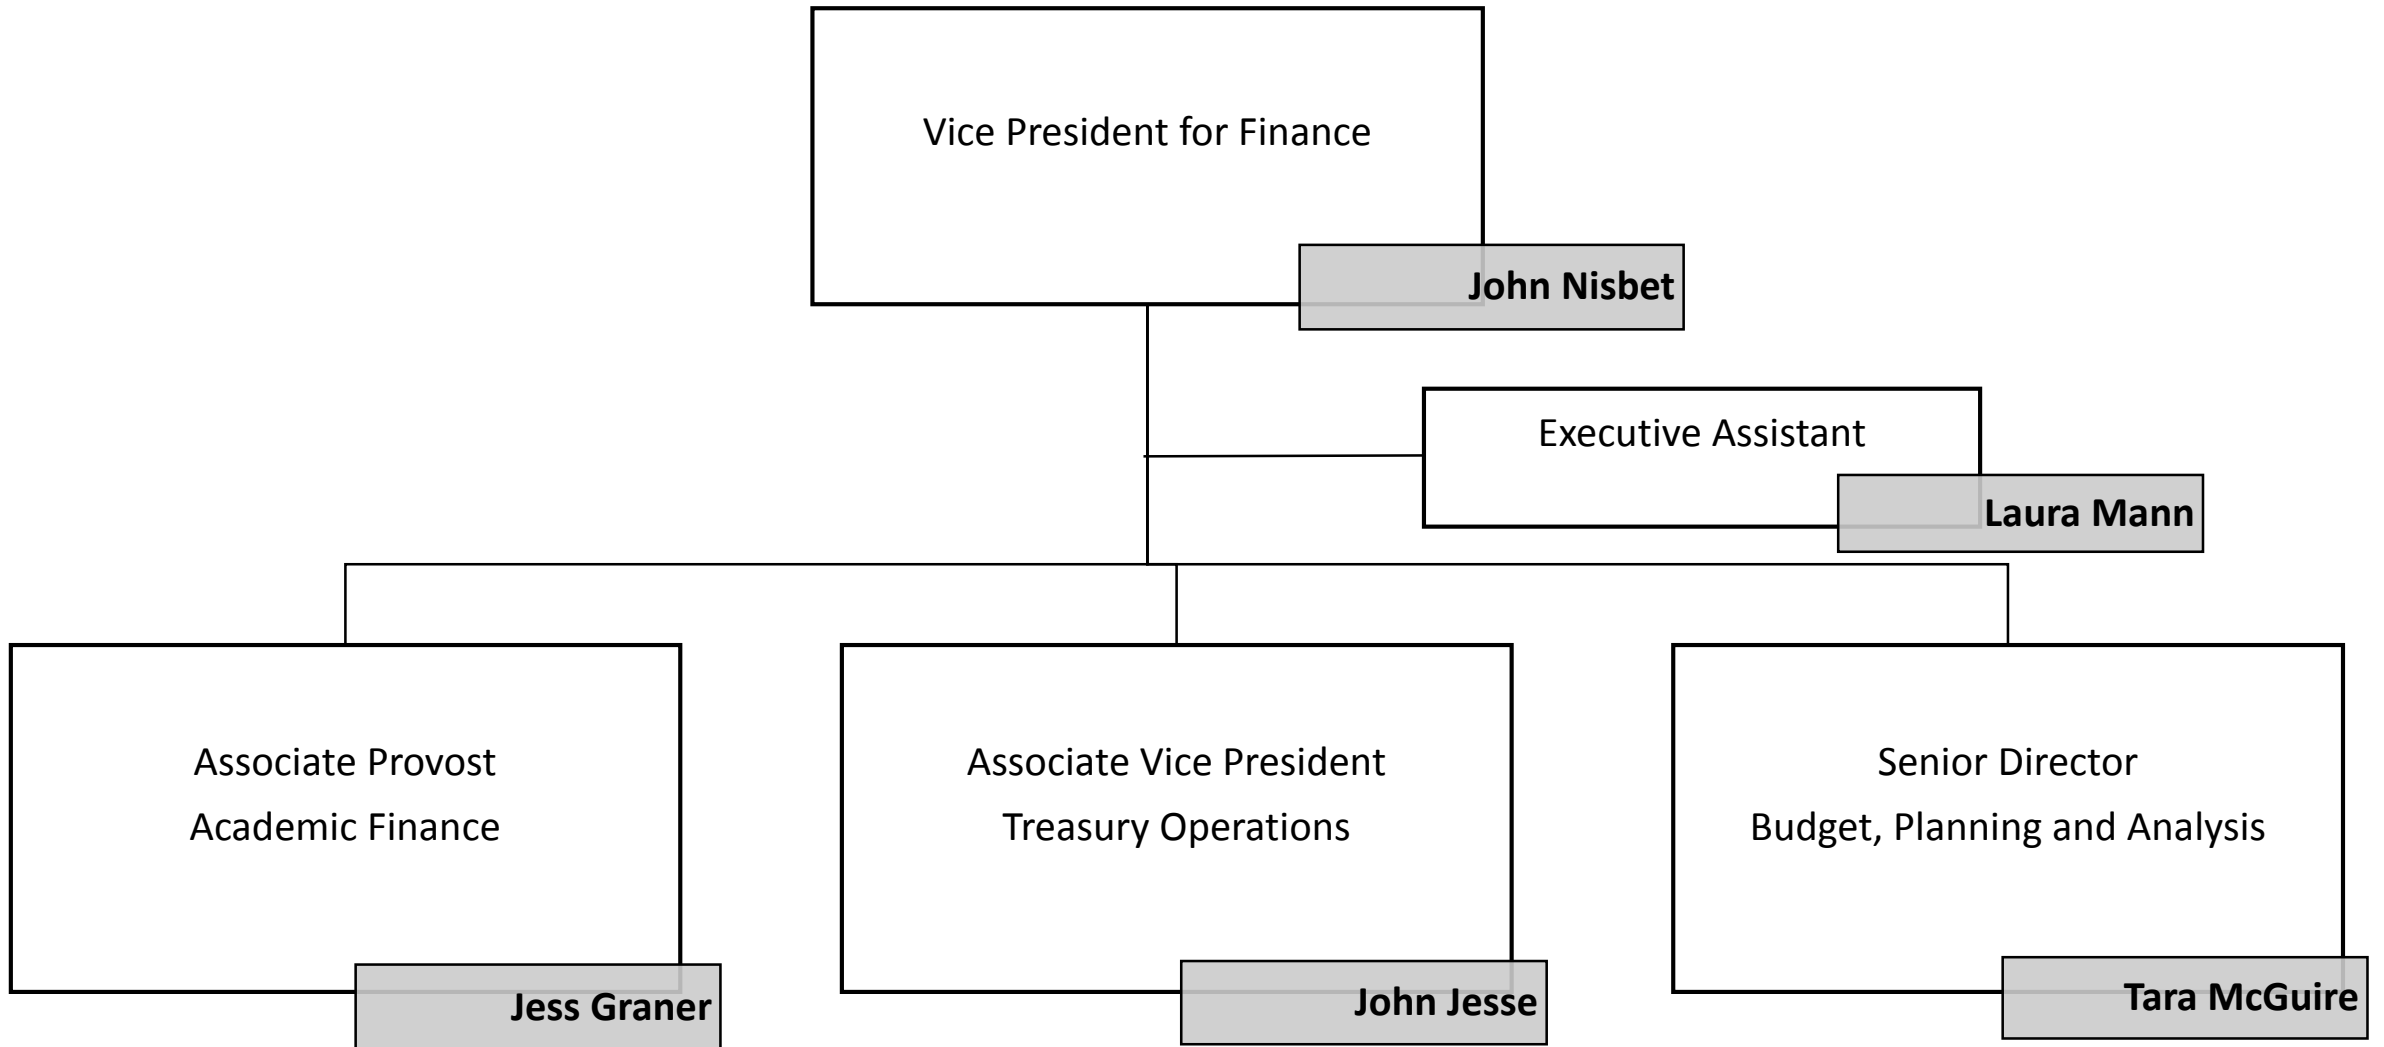 Vice President for Finance
John Nisbet
Executive Assistant
Laura Mann
Associate Provost
Academic Finance
Jess Graner
Associate Vice President
Treasury Operations
John Jesse
Senior Director
Budget, Planning and Analysis
Tara McGuire